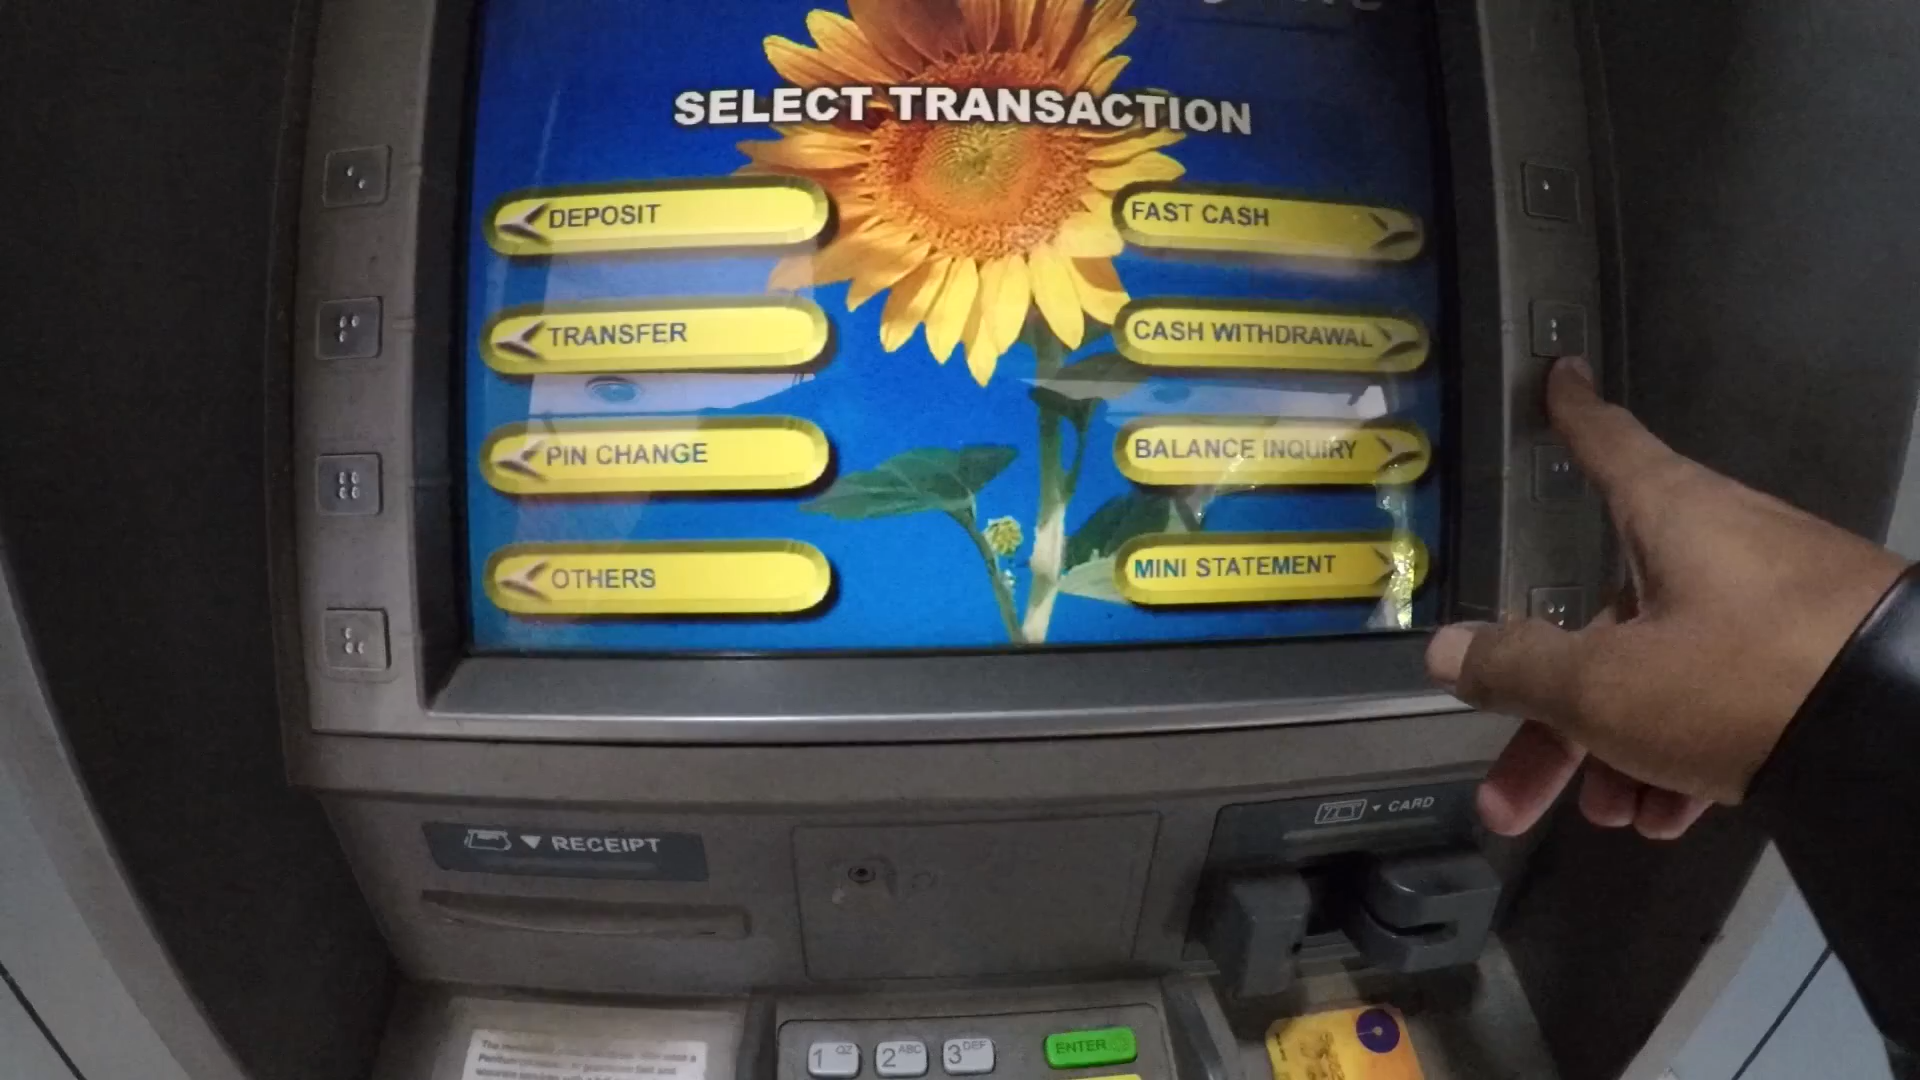 SELECT TRANSACTION
DEPOSIT
FAST CASH
TRANSFER
CASH WITHDRAWAL
PIN CHANGE
BALANCE INQUIRY
OTHERS
MINI STATEMENT
RECEIPT
CARD
1 QZ
2 ABC
3 DEF
ENTER